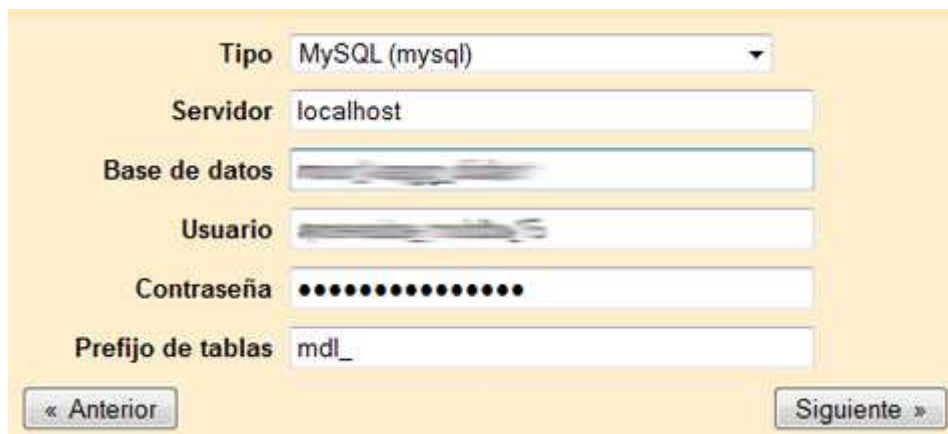 Tipo MySQL (mysql)
Servidor localhost
Base de datos
Usuario
Contraseña •••••••••••••••
Prefijo de tablas mdl_
« Anterior Siguiente »